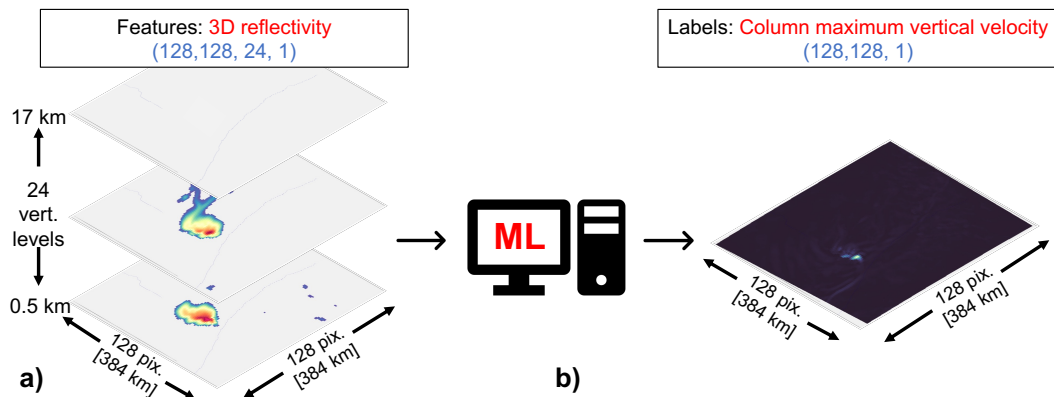 Features: 3D reflectivity
(128,128, 24, 1)
Labels: Column maximum vertical velocity
(128,128, 1)
17 km
24
vert.
levels
0.5 km
128 pix.
[384 km]
128 pix.
[384 km]
a)
ML
b)
128 pix.
[384 km]
128 pix.
[384 km]